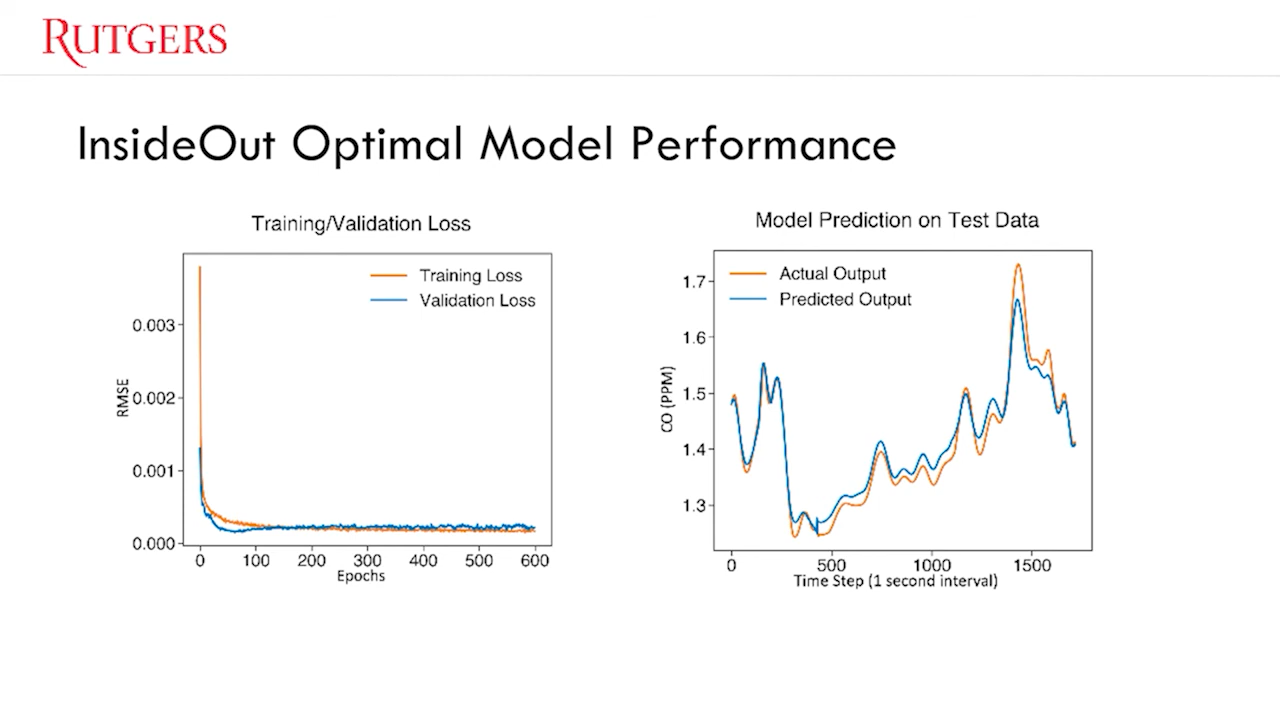 RUTGERS
InsideOut Optimal Model Performance
Training/Validation Loss
Training Loss
Validation Loss
RMSE
0.003
0.002
0.001
0.000
0 100 200 300 400 500 600
Epochs
Model Prediction on Test Data
Actual Output
Predicted Output
CO (PPM)
1.7
1.6
1.5
1.4
1.3
0 500 1000 1500
Time Step (1 second interval)